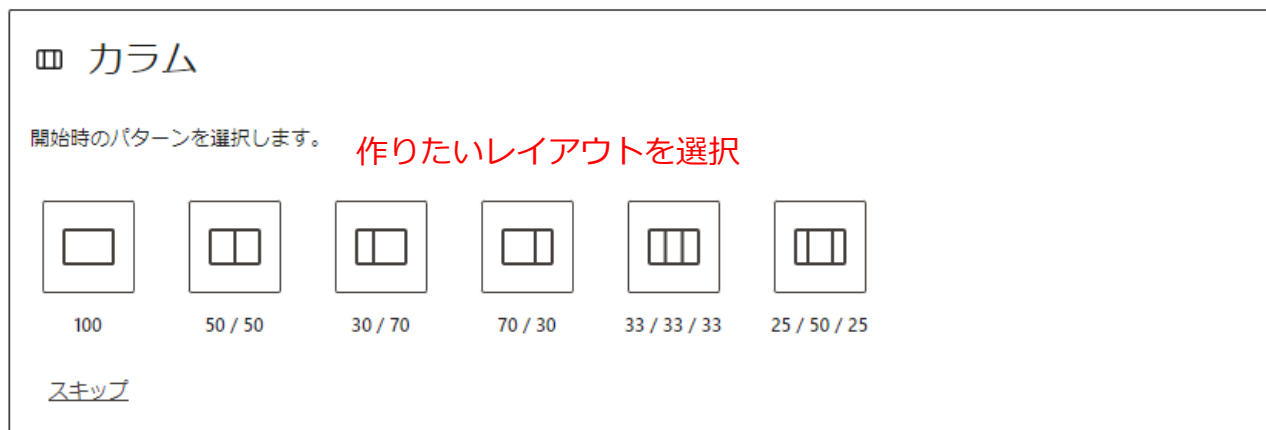 カラム
開始時のパターンを選択します。
作りたいレイアウトを選択
100 50 / 50 30 / 70 70 / 30 33 / 33 / 33 25 / 50 / 25
スキップ